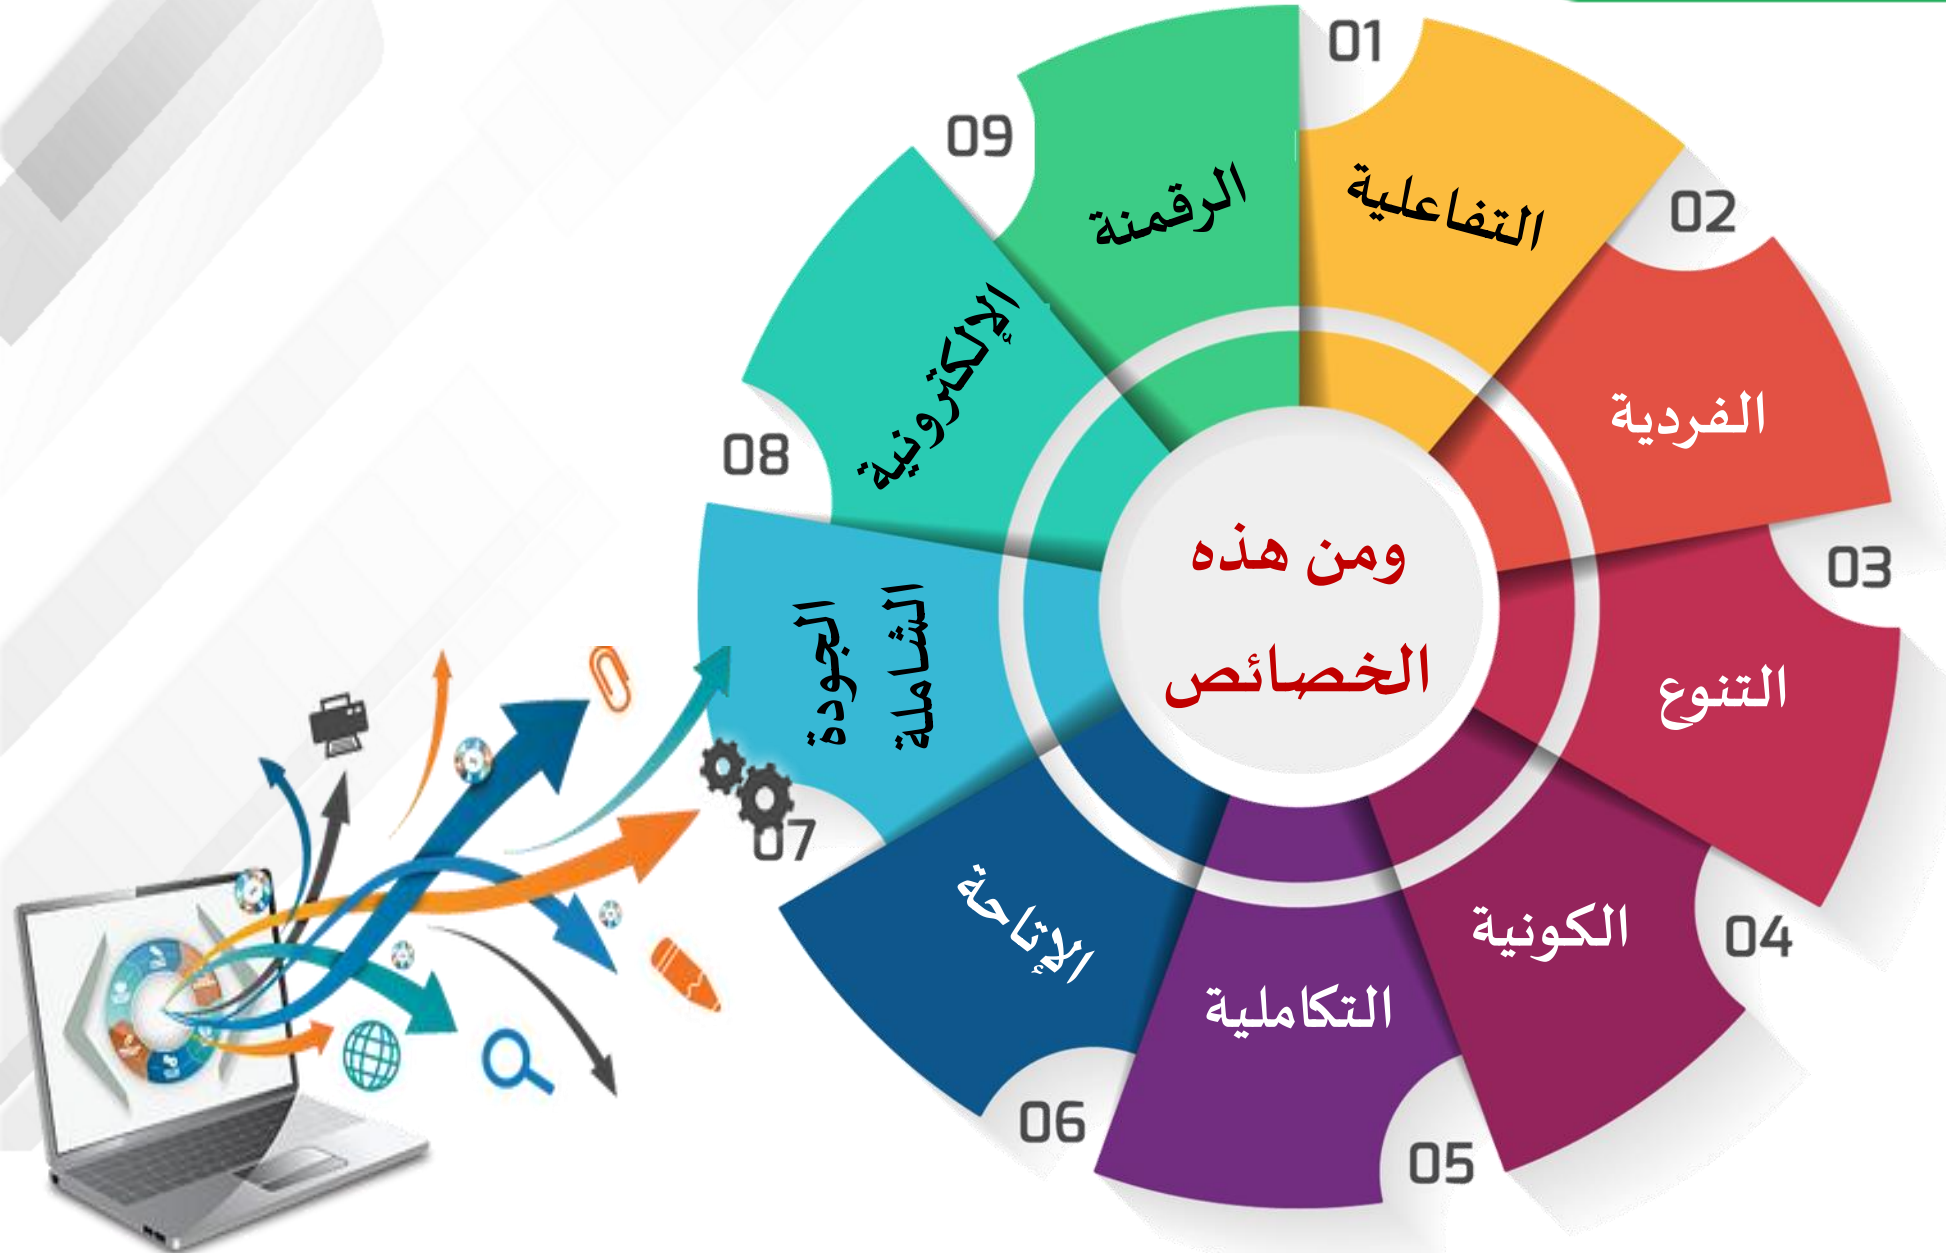 ومن هذه
الخصائص
01
التفاعلية
02
الفردية
03
التنوع
04
الكونية
05
التكاملية
06
الإتاحة
07
الجودة
الشاملة
08
الإلكترونية
09
الرقمنة